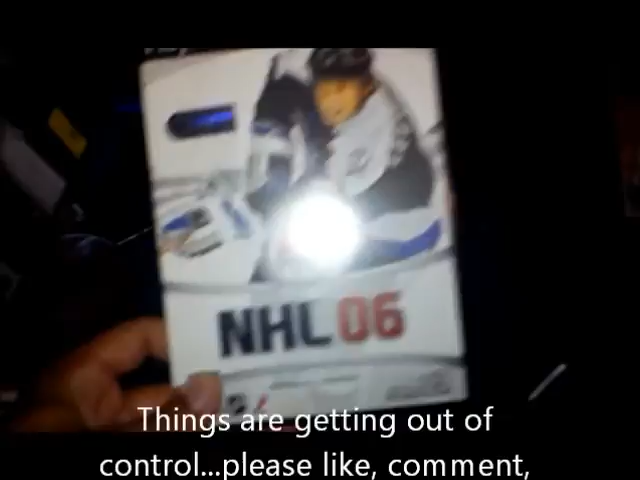 NHL 06
Things are getting out of
control...please like, comment,